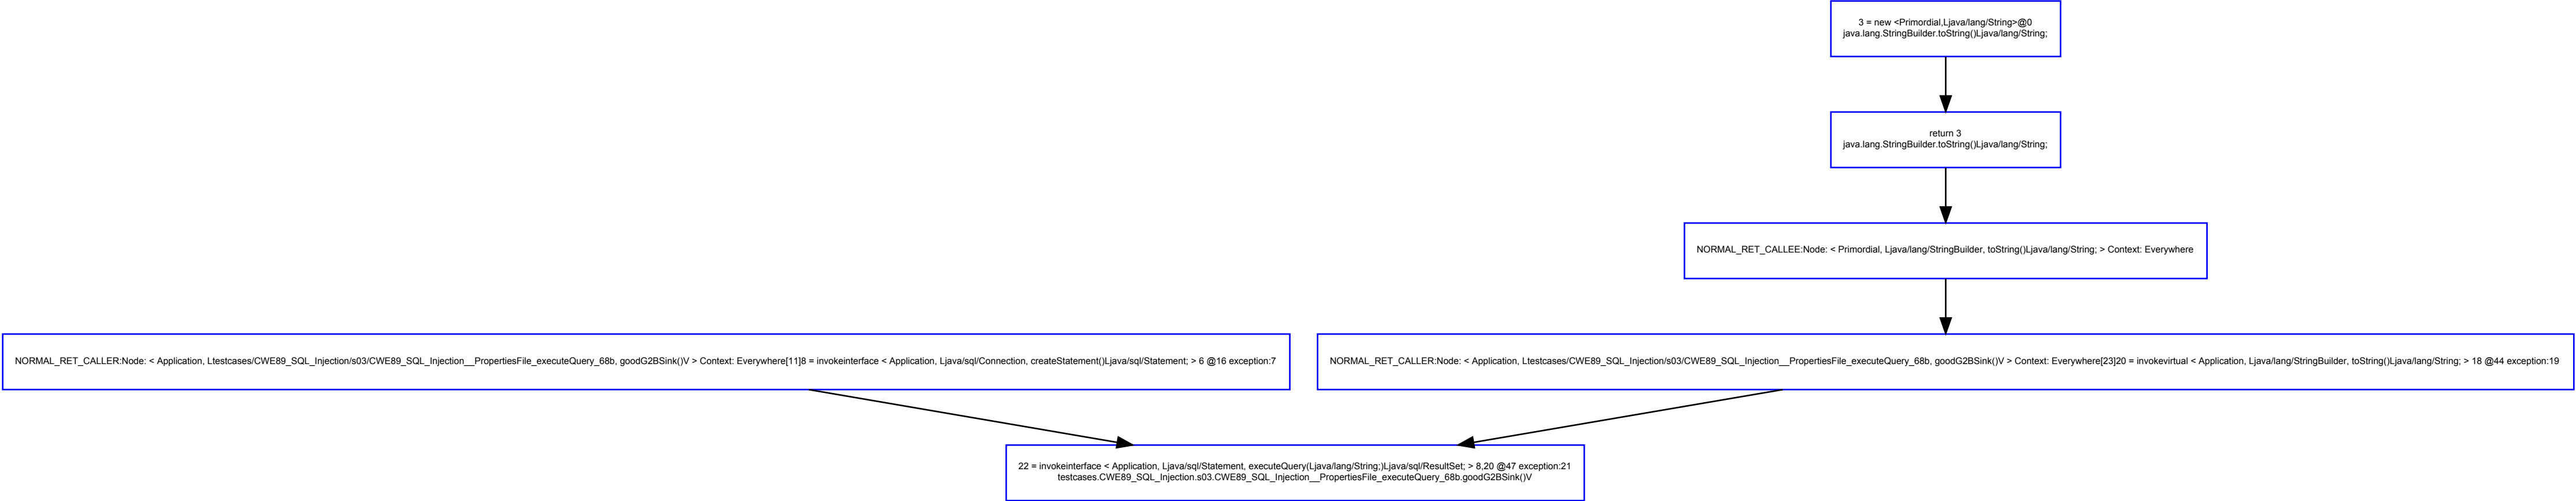 3 = new <Primordial,Ljava/lang/String>@0
java.lang.StringBuilder.toString()Ljava/lang/String;
return 3
java.lang.StringBuilder.toString()Ljava/lang/String;
NORMAL_RET_CALLEE:Node: < Primordial, Ljava/lang/StringBuilder, toString()Ljava/lang/String; > Context: Everywhere
NORMAL_RET_CALLER:Node: < Application, Ltestcases/CWE89_SQL_Injection/s03/CWE89_SQL_Injection__PropertiesFile_executeQuery_68b, goodG2BSink()V > Context: Everywhere[11]8 = invokeinterface < Application, Ljava/sql/Connection, createStatement()Ljava/sql/Statement; > 6 @16 exception:7
NORMAL_RET_CALLER:Node: < Application, Ltestcases/CWE89_SQL_Injection/s03/CWE89_SQL_Injection__PropertiesFile_executeQuery_68b, goodG2BSink()V > Context: Everywhere[23]20 = invokevirtual < Application, Ljava/lang/StringBuilder, toString()Ljava/lang/String; > 18 @44 exception:19
22 = invokeinterface < Application, Ljava/sql/Statement, executeQuery(Ljava/lang/String;)Ljava/sql/ResultSet; > 8,20 @47 exception:21
testcases.CWE89_SQL_Injection.s03.CWE89_SQL_Injection__PropertiesFile_executeQuery_68b.goodG2BSink()V